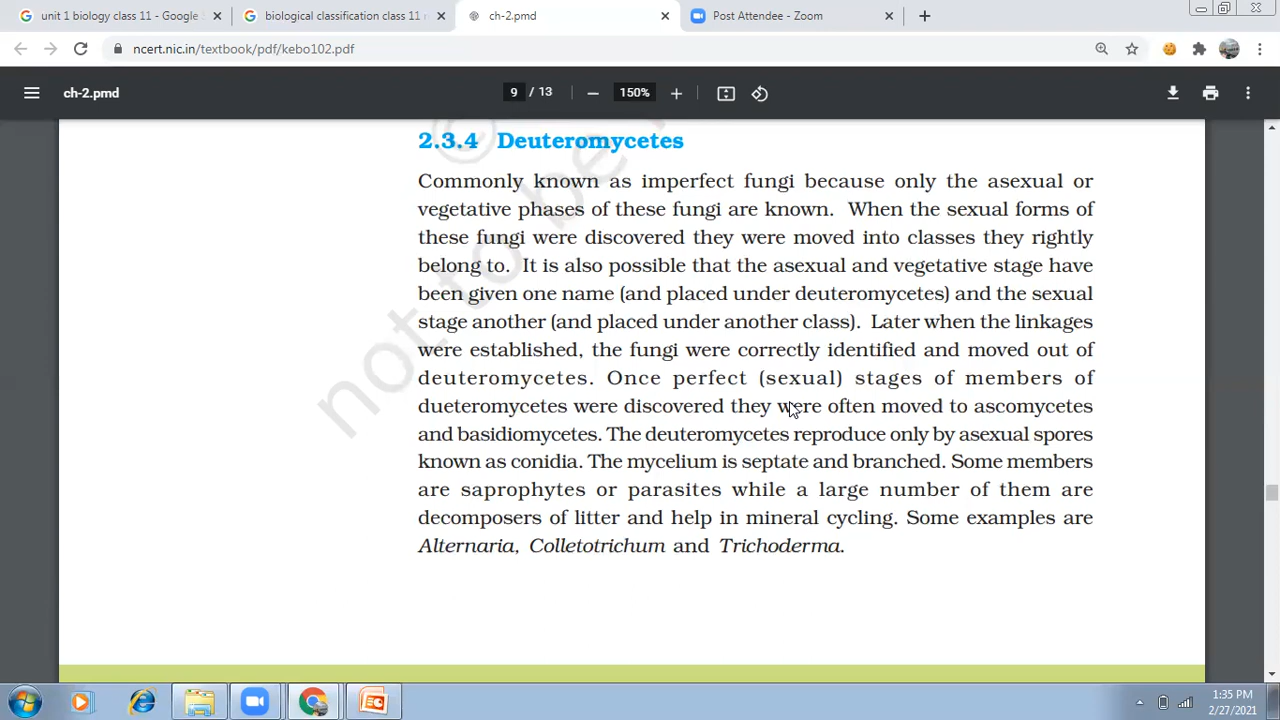 unit 1 biology class 11 - Google
biological classification class 11 n
ch-2.pmd
Post Attendee - Zoom
ncert.nic.in/textbook/pdf/kebo102.pdf
ch-2.pmd
9 / 13
150%
2.3.4 Deuteromycetes
Commonly known as imperfect fungi because only the asexual or
vegetative phases of these fungi are known. When the sexual forms of
these fungi were discovered they were moved into classes they rightly
belong to. It is also possible that the asexual and vegetative stage have
been given one name (and placed under deuteromycetes) and the sexual
stage another (and placed under another class). Later when the linkages
were established, the fungi were correctly identified and moved out of
deuteromycetes. Once perfect (sexual) stages of members of
dueteromycetes were discovered they were often moved to ascomycetes
and basidiomycetes. The deuteromycetes reproduce only by asexual spores
known as conidia. The mycelium is septate and branched. Some members
are saprophytes or parasites while a large number of them are
decomposers of litter and help in mineral cycling. Some examples are
Alternaria, Colletotrichum and Trichoderma.
©
not to be
1:35 PM
2/27/2021